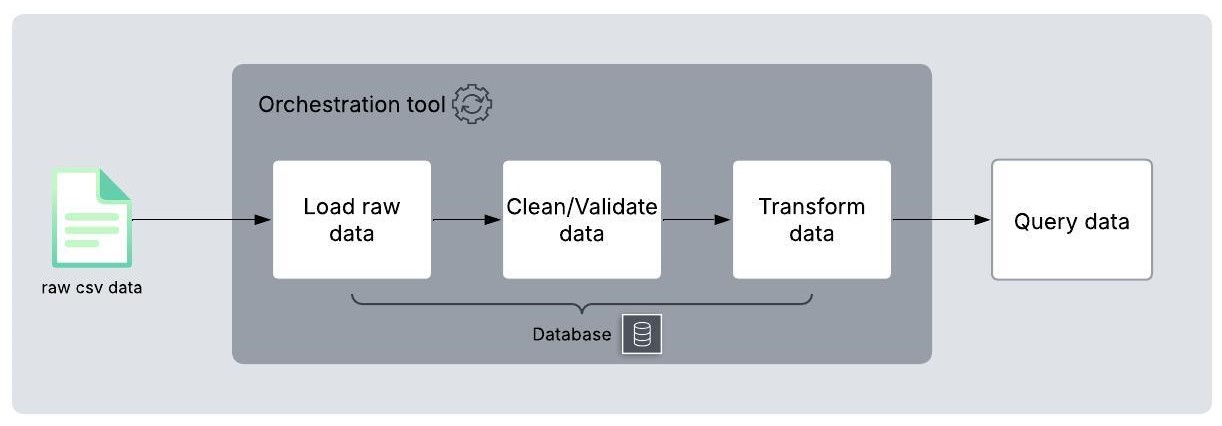 Orchestration tool
raw csv data
Load raw
data
Clean/Validate
data
Transform
data
Query data
Database